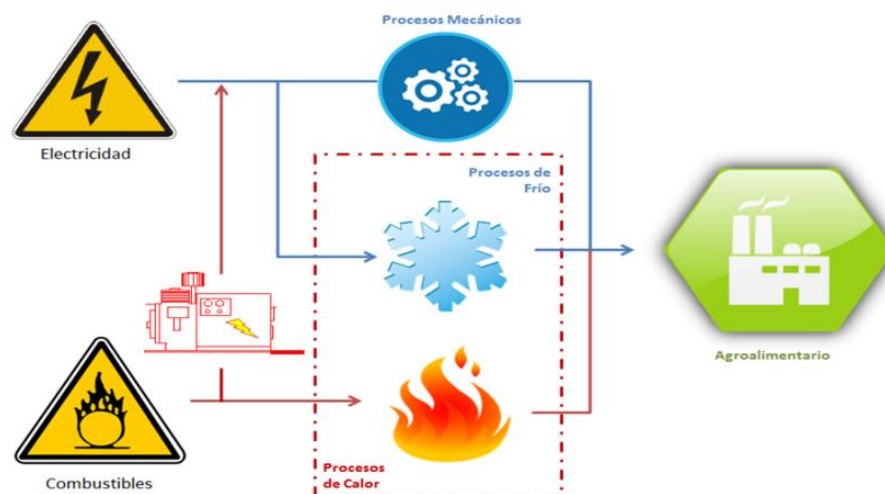 Procesos Mecánicos
Electricidad
Procesos de
Frío
Agroalimentario
Procesos
de Calor
Combustibles